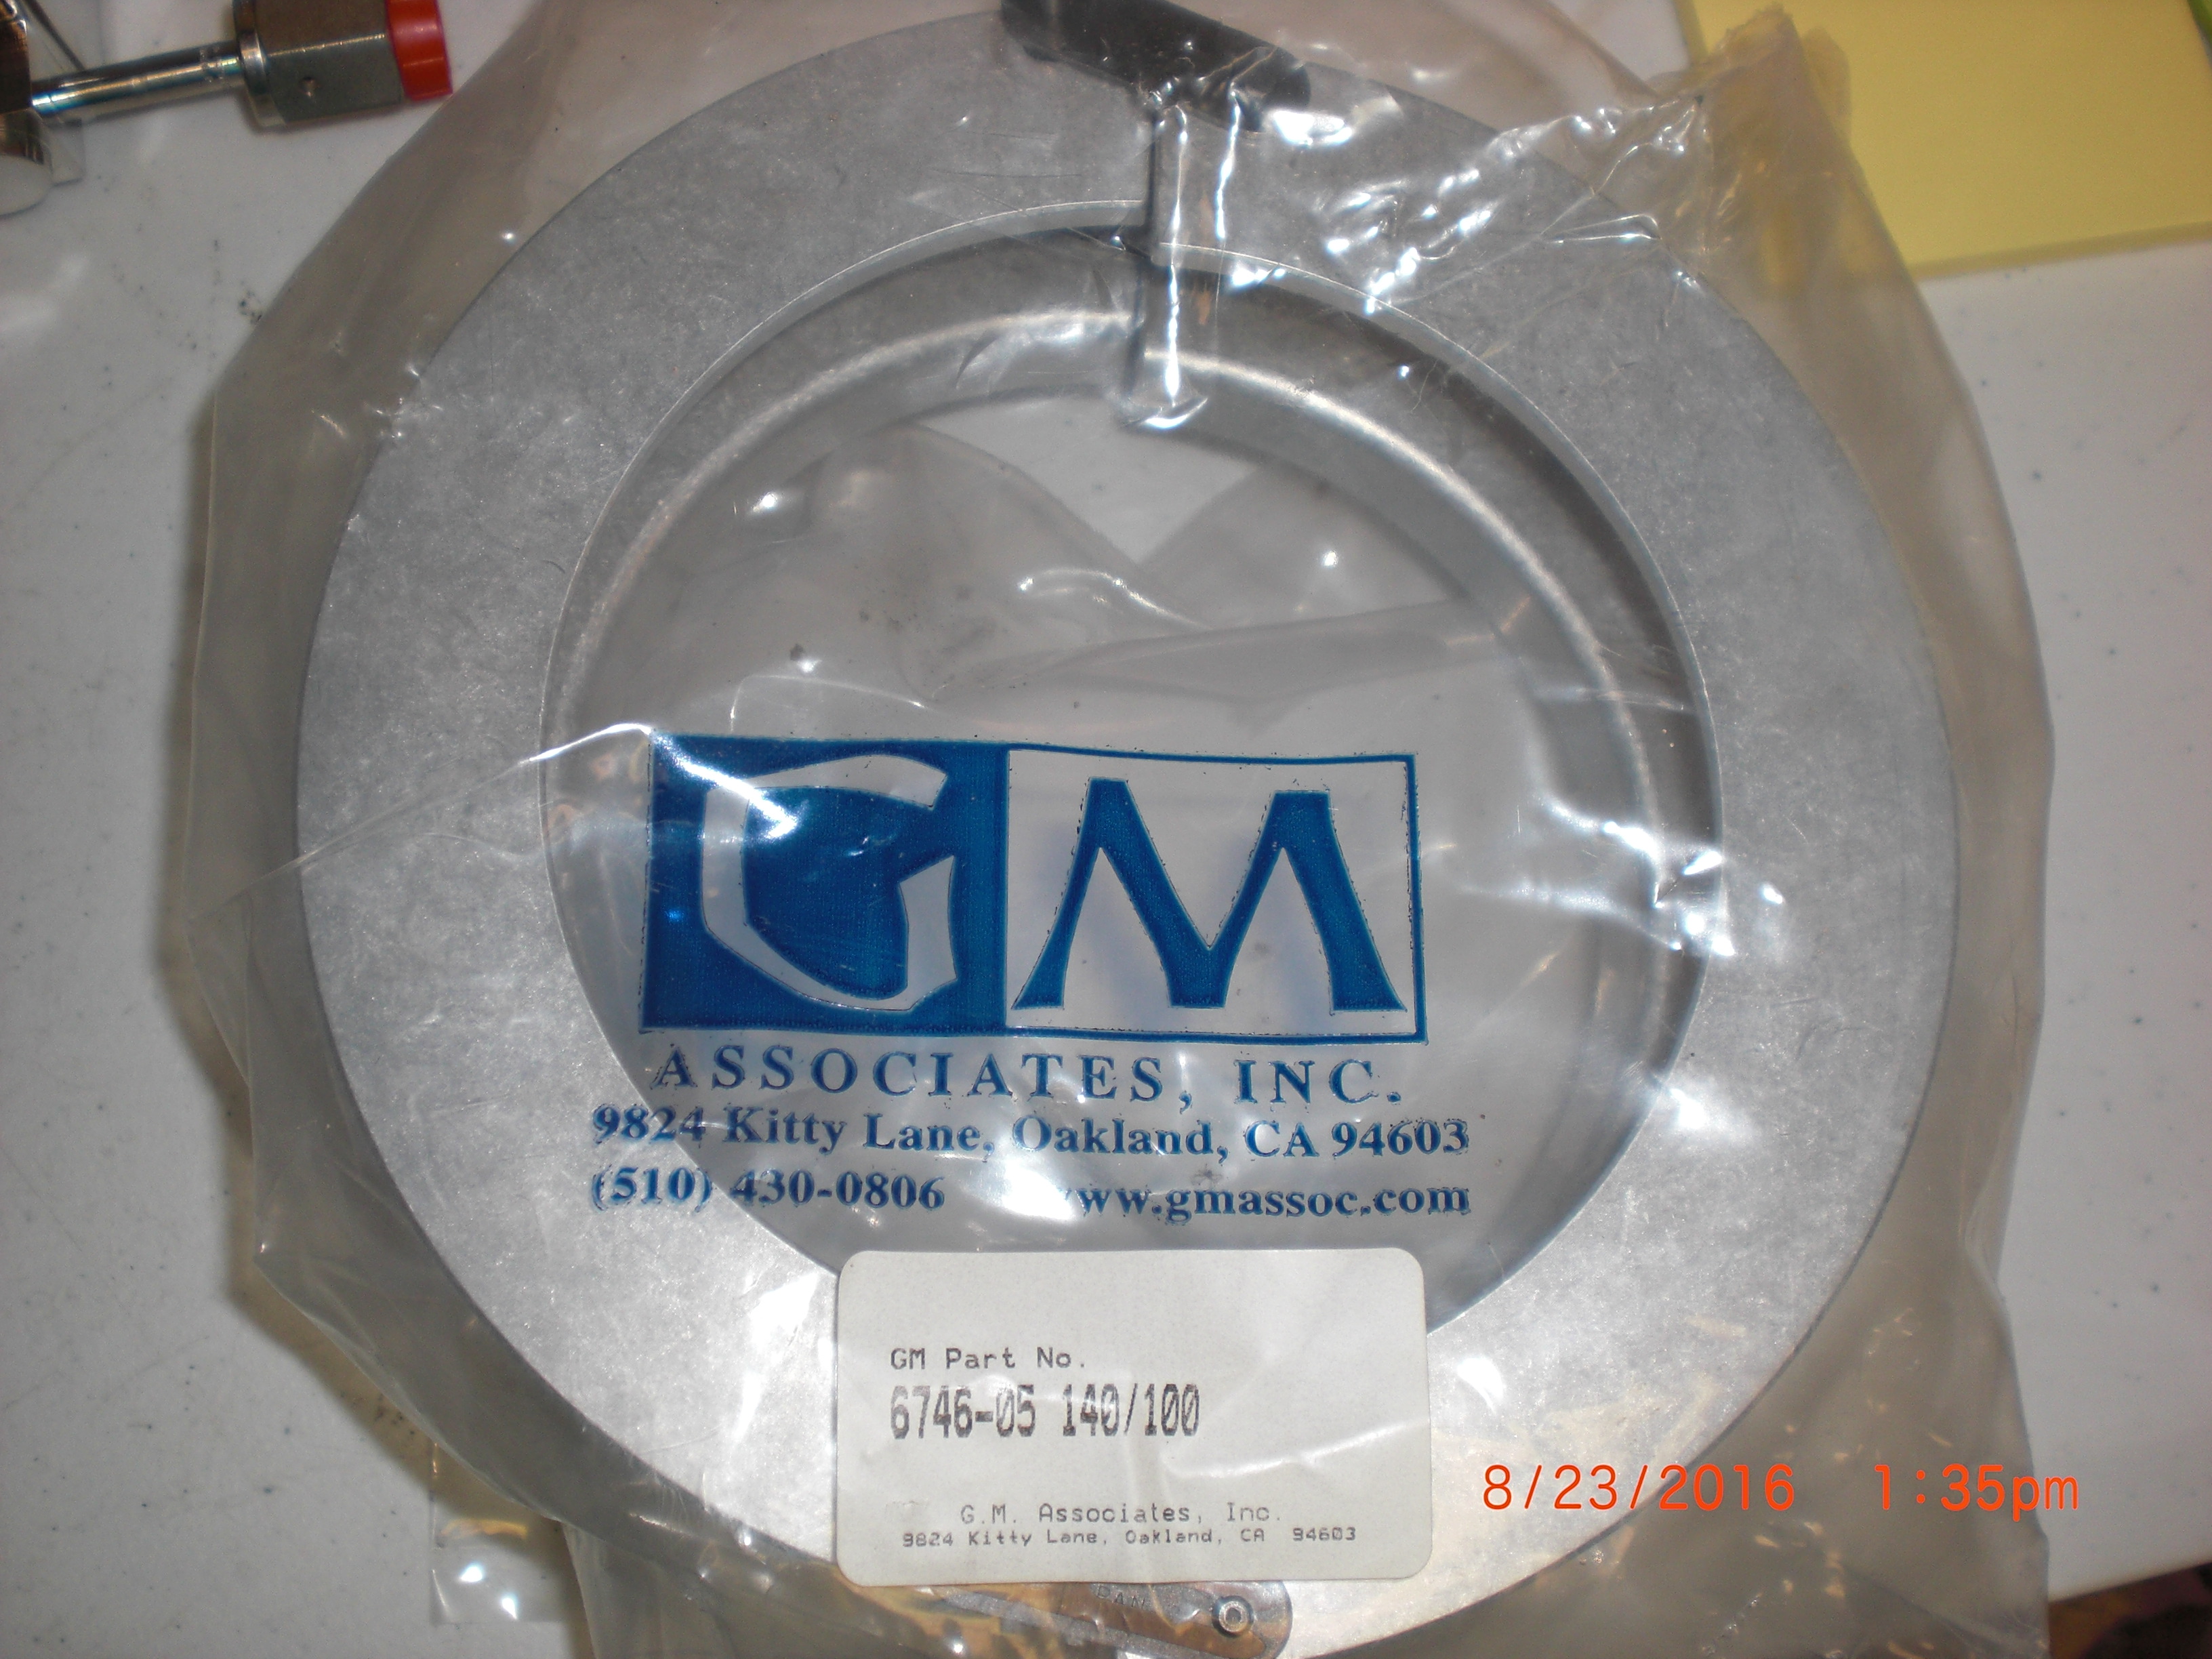 GM
ASSOCIATES, INC.
9824 Kitty Lane, Oakland, CA 94603
(510) 430-0806 www.gmassoc.com
GM Part No.
6746-05 140/100
G.M. Associates, Inc.
9824 Kitty Lane, Oakland, CA 94603
8/23/2016 1:35pm